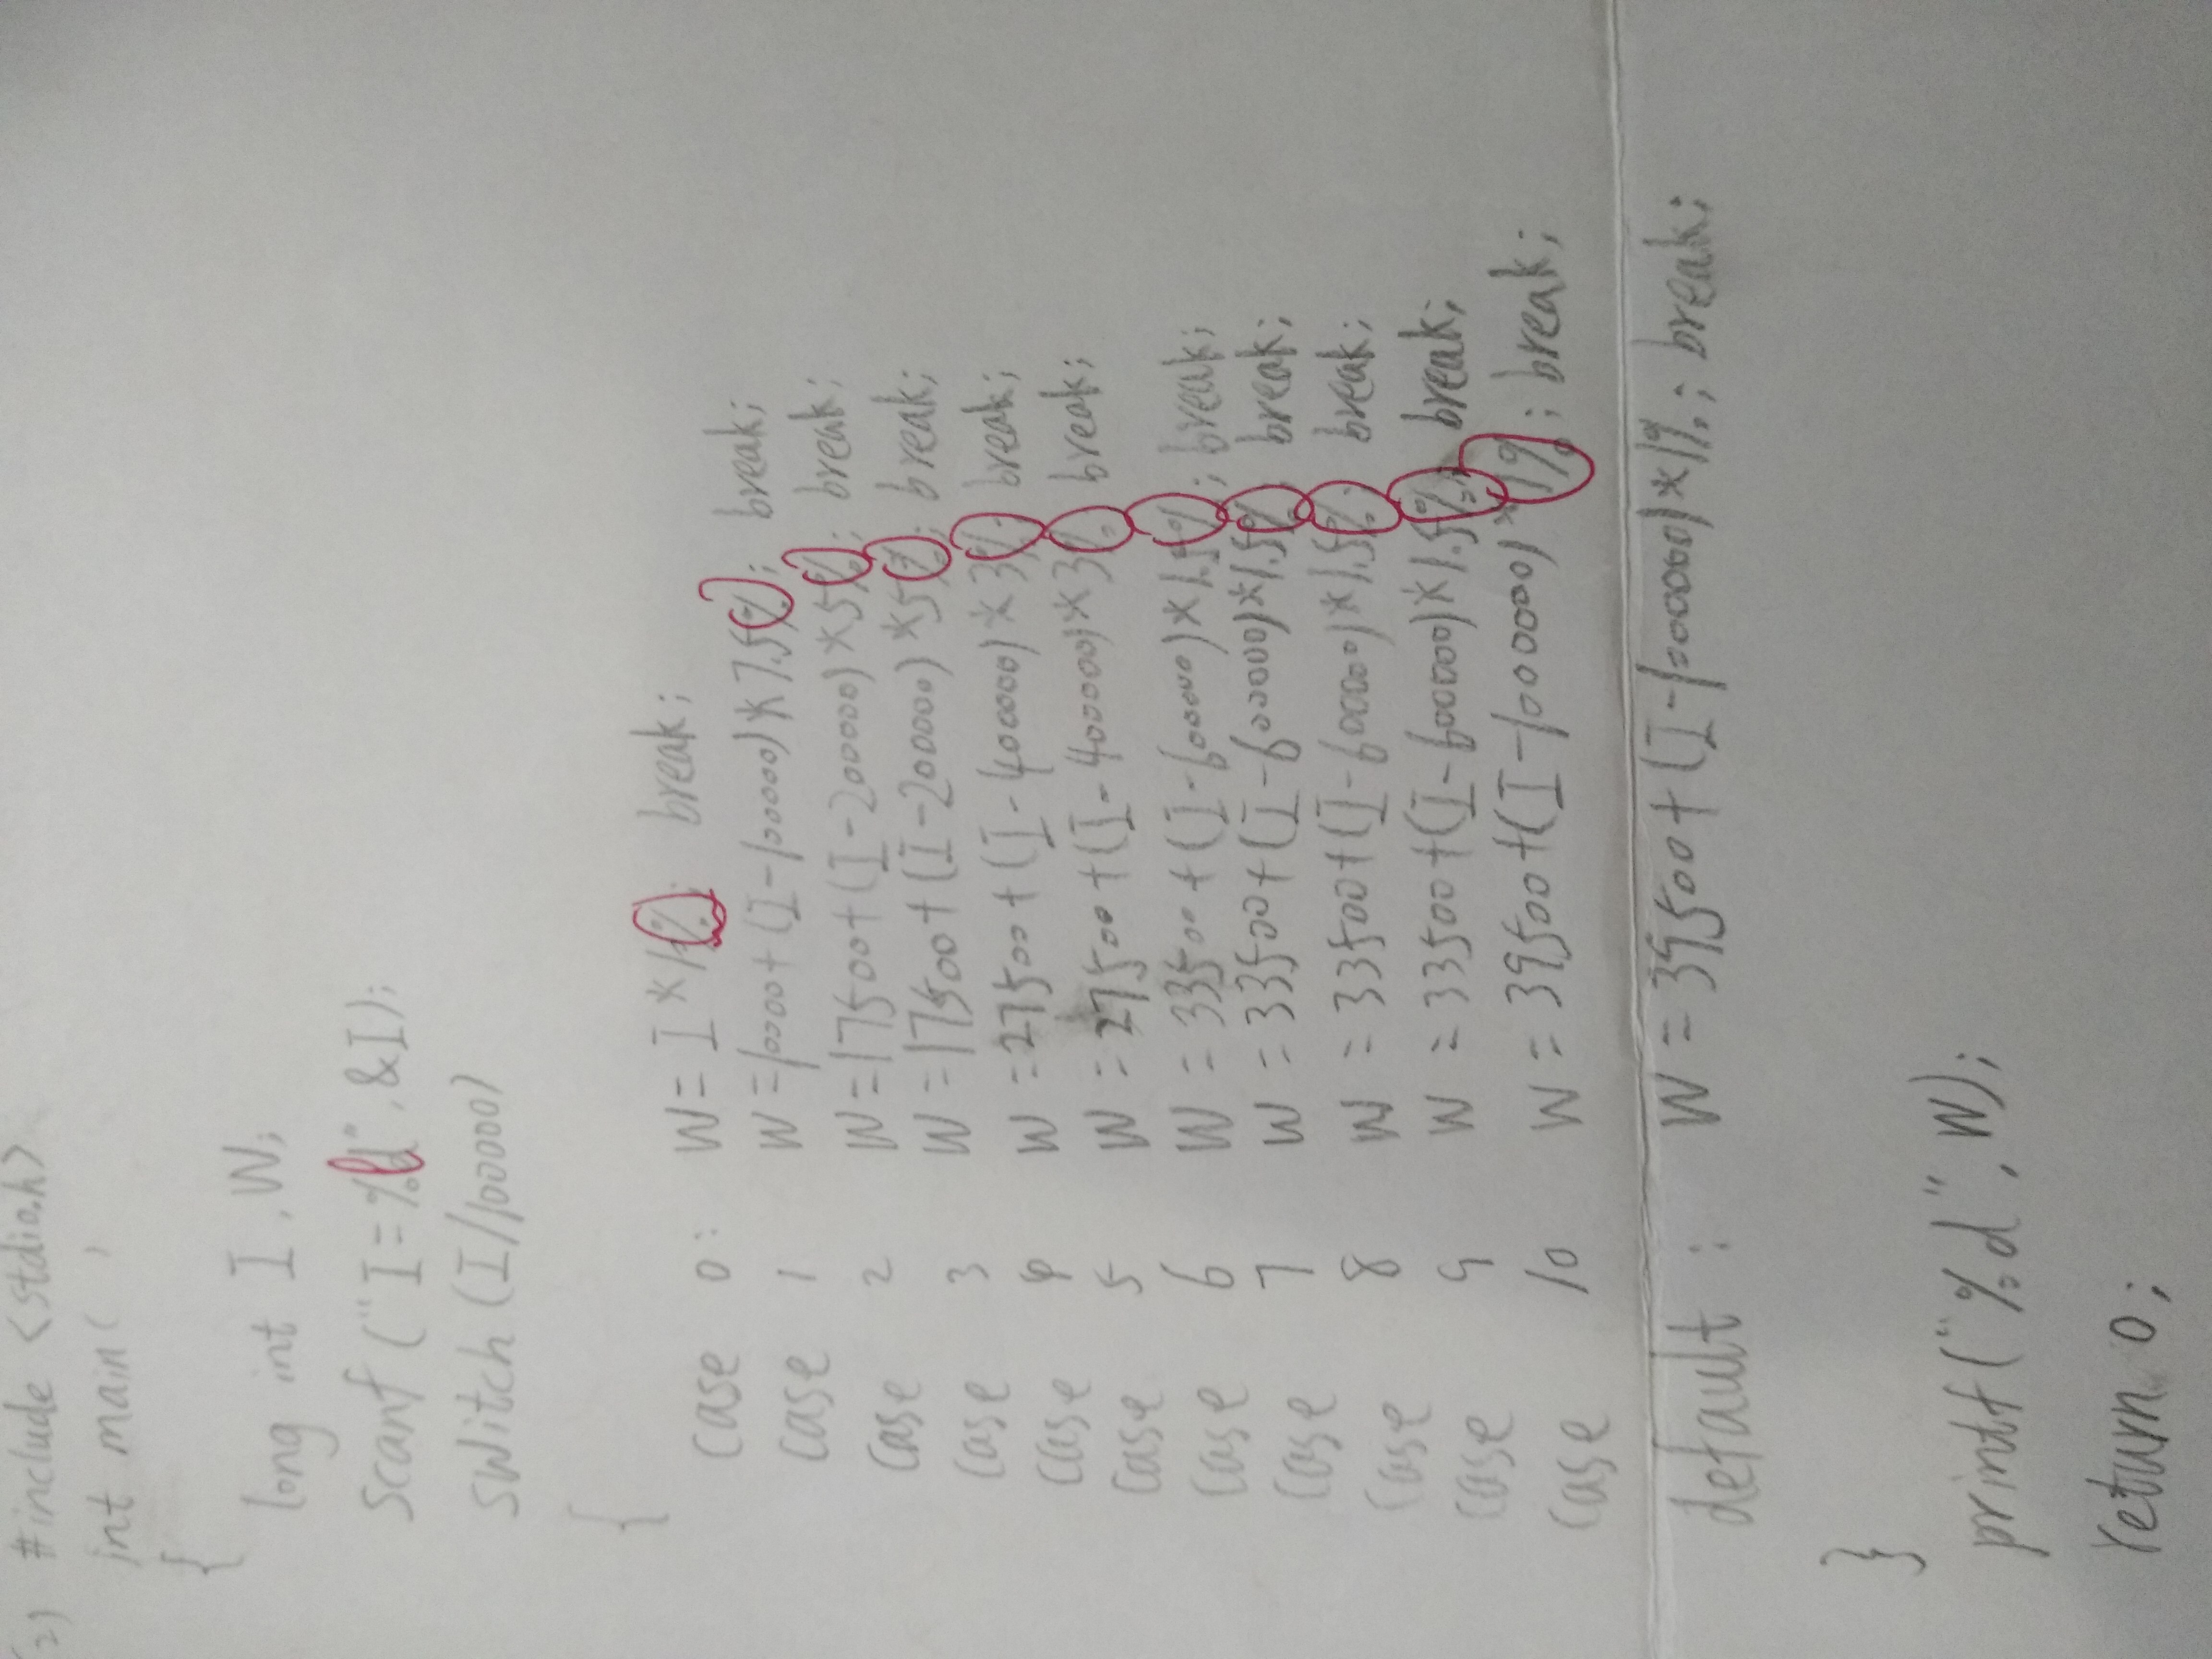 (2) #include <stdio.h>
int main( )
{
long int I, W;
scanf ("I=%ld", &I);
switch (I/100000)
{
case 0: W = I*1%; break;
case 1 W=10000+(I-100000)*7.5%; break;
case 2 W=17500+(I-200000)*5%; break;
case 3 W=17500+(I-200000)*5%; break;
case 4 W=27500+(I-400000)*3%; break;
case 5 W=27500+(I-400000)*3%. break;
case 6 W=33500+(I-600000)*1.5%; break;
case 7 W=33500+(I-600000)*1.5% break;
case 8 W=33500+(I-600000)*1.5%. break;
case 9 W=33500+(I-600000)*1.5%; break;
case 10 W=39500+(I-1000000)*1%; break;
default : W=39500+(I-1000000)*1%; break;
}
printf("%d", W);
return 0;